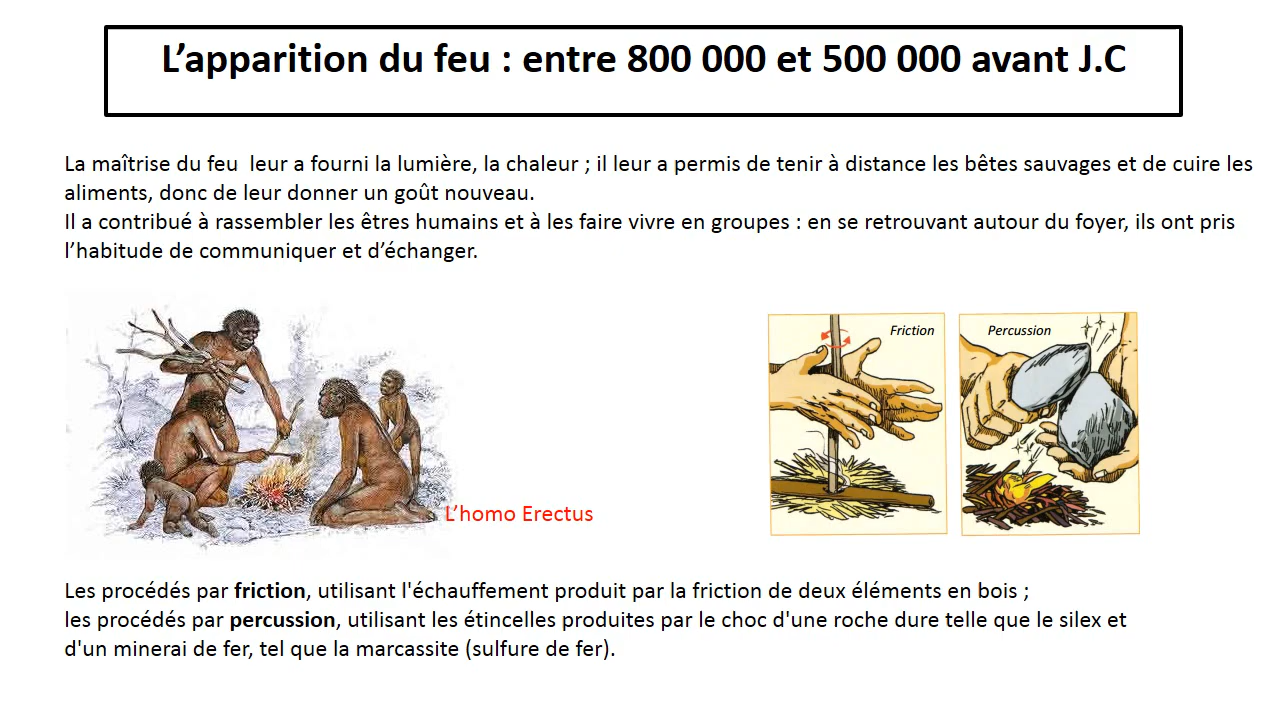 L’apparition du feu : entre 800 000 et 500 000 avant J.C
La maîtrise du feu  leur a fourni la lumière, la chaleur ; il leur a permis de tenir à distance les bêtes sauvages et de cuire les
aliments, donc de leur donner un goût nouveau.
Il a contribué à rassembler les êtres humains et à les faire vivre en groupes : en se retrouvant autour du foyer, ils ont pris
l’habitude de communiquer et d’échanger.
Friction
Percussion
L’homo Erectus
Les procédés par friction, utilisant l'échauffement produit par la friction de deux éléments en bois ;
les procédés par percussion, utilisant les étincelles produites par le choc d'une roche dure telle que le silex et
d'un minerai de fer, tel que la marcassite (sulfure de fer).